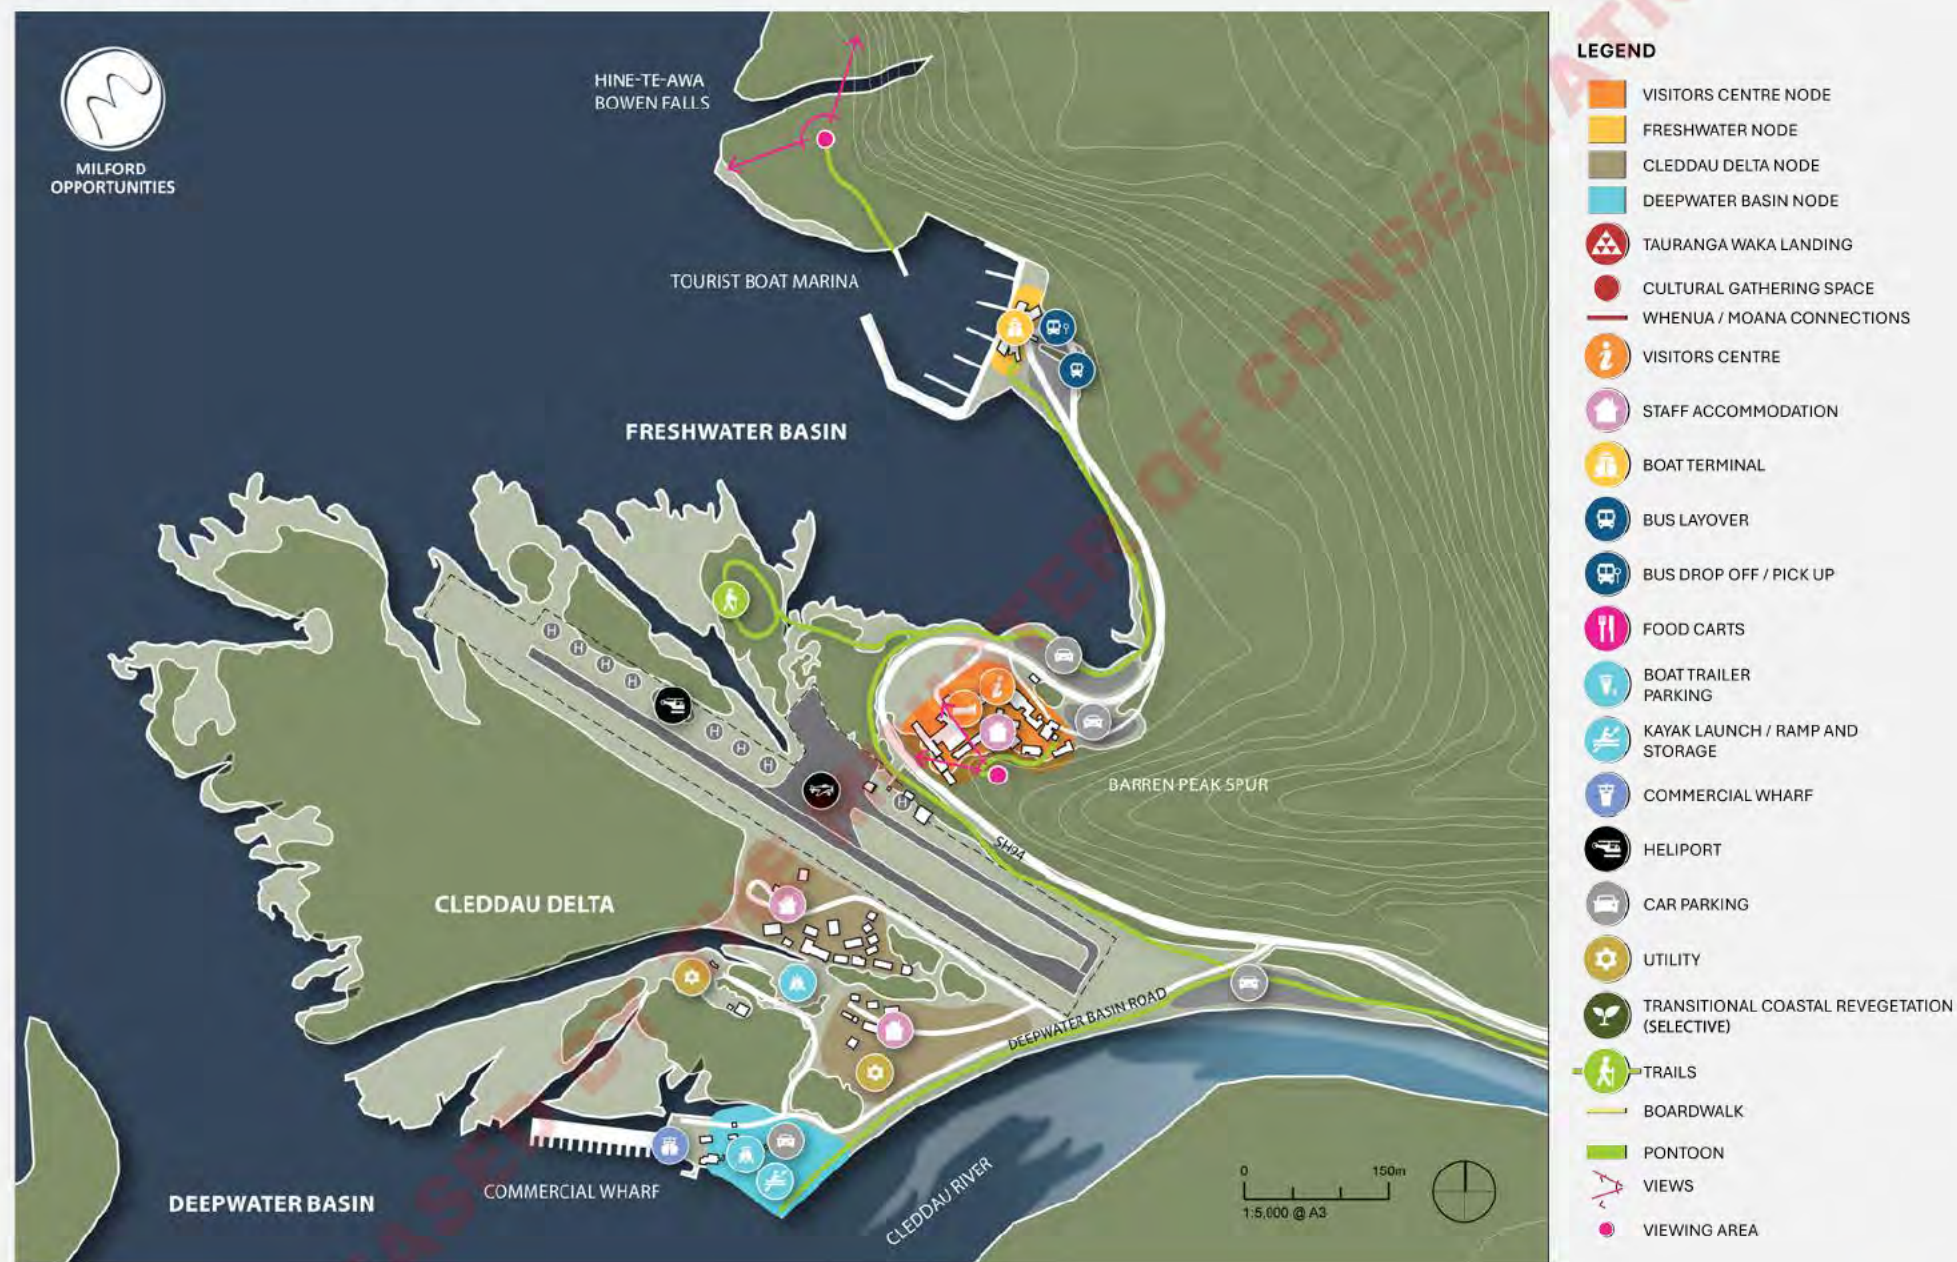 MILFORD
OPPORTUNITIES
HINE-TE-AWA
BOWEN FALLS
TOURIST BOAT MARINA
FRESHWATER BASIN
H
H
H
H
H
H
H
H
BARREN PEAK SPUR
SH94
CLEDDAU DELTA
DEEPWATER BASIN ROAD
COMMERCIAL WHARF
DEEPWATER BASIN
CLEDDAU RIVER
0 150m
1:5,000 @ A3
LEGEND
VISITORS CENTRE NODE
FRESHWATER NODE
CLEDDAU DELTA NODE
DEEPWATER BASIN NODE
TAURANGA WAKA LANDING
CULTURAL GATHERING SPACE
WHENUA / MOANA CONNECTIONS
VISITORS CENTRE
STAFF ACCOMMODATION
BOAT TERMINAL
BUS LAYOVER
BUS DROP OFF / PICK UP
FOOD CARTS
BOAT TRAILER
PARKING
KAYAK LAUNCH / RAMP AND
STORAGE
COMMERCIAL WHARF
HELIPORT
CAR PARKING
UTILITY
TRANSITIONAL COASTAL REVEGETATION
(SELECTIVE)
TRAILS
BOARDWALK
PONTOON
VIEWS
VIEWING AREA
OF CONSERVATI